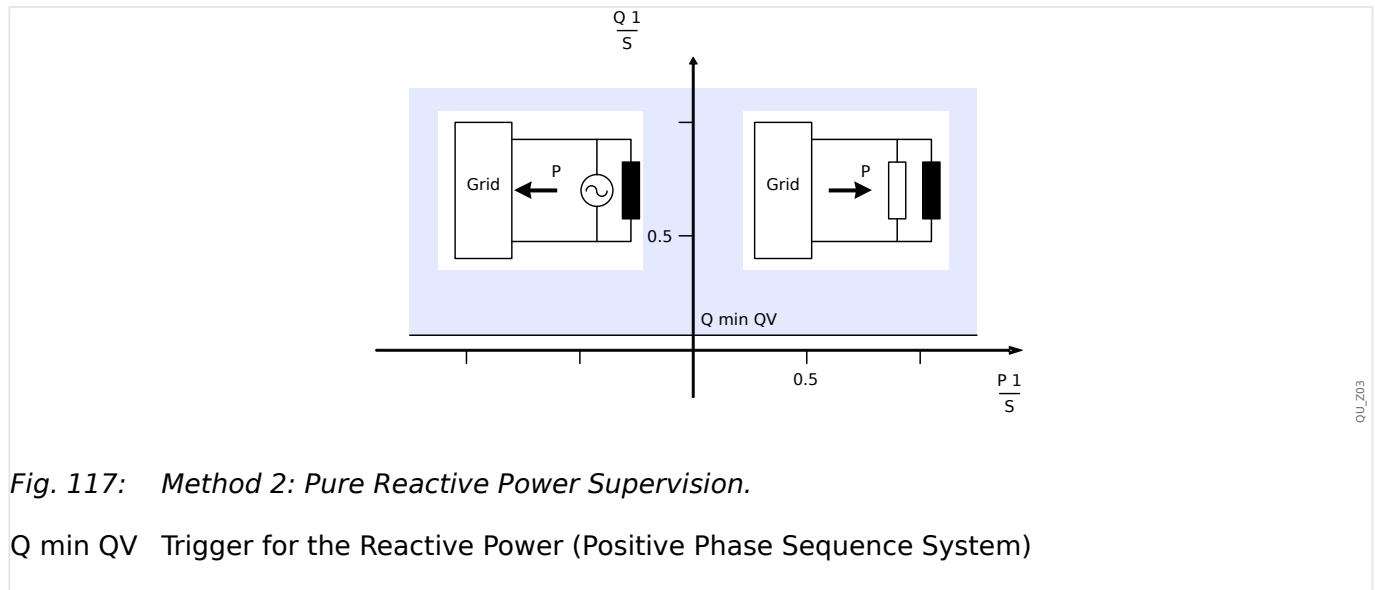 Q 1
S
Grid
P
Grid
P
0.5
Q min QV
0.5
P 1
S
QU_Z03
Fig. 117: Method 2: Pure Reactive Power Supervision.
Q min QV Trigger for the Reactive Power (Positive Phase Sequence System)